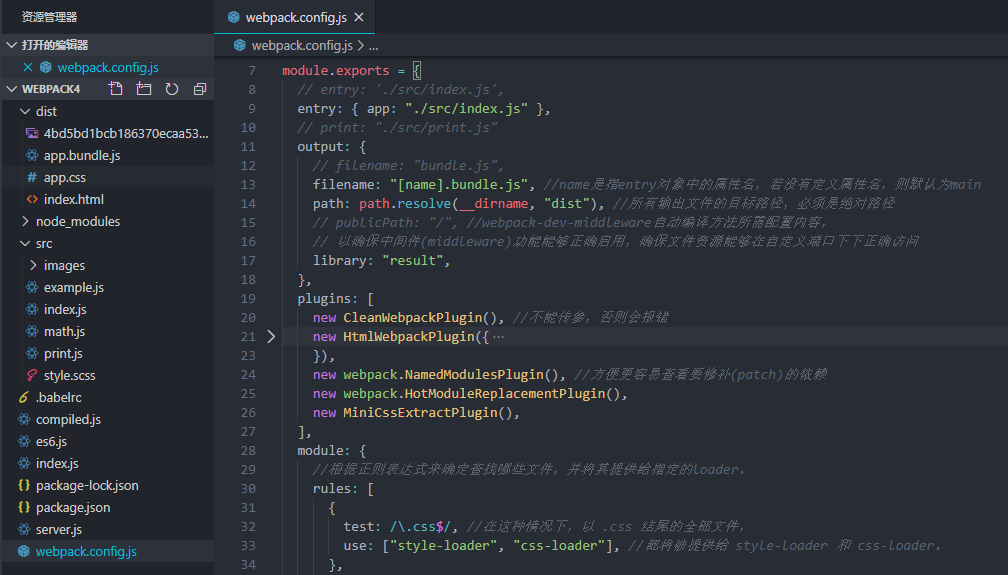 资源管理器
打开的编辑器
webpack.config.js
WEBPACK4
dist
4bd5bd1bcb186370ecaa53...
app.bundle.js
app.css
index.html
node_modules
src
images
example.js
index.js
math.js
print.js
style.scss
.babelrc
compiled.js
es6.js
index.js
package-lock.json
package.json
server.js
webpack.config.js
webpack.config.js
webpack.config.js > ...
7 module.exports = {
8 // entry: './src/index.js',
9 entry: { app: "./src/index.js" },
10 // print: "./src/print.js"
11 output: {
12 // filename: "bundle.js",
13 filename: "[name].bundle.js", //name是指entry对象中的属性名，若没有定义属性名，则默认为main
14 path: path.resolve(__dirname, "dist"), //所有输出文件的目标路径，必须是绝对路径
15 // publicPath: "/", //webpack-dev-middleware自动编译方法所需配置内容，
16 // 以确保中间件(middleware)功能能够正确启用，确保文件资源能够在自定义端口下下正确访问
17 library: "result",
18 },
19 plugins: [
20 new CleanWebpackPlugin(), //不能传参，否则会报错
21 new HtmlWebpackPlugin({ ...
23 }),
24 new webpack.NamedModulesPlugin(), //方便更容易查看要修补(patch)的依赖
25 new webpack.HotModuleReplacementPlugin(),
26 new MiniCssExtractPlugin(),
27 ],
28 module: {
29 //根据正则表达式来确定查找哪些文件，并将其提供给指定的loader。
30 rules: [
31 {
32 test: /\.css$/, //在这种情况下，以 .css 结尾的全部文件，
33 use: ["style-loader", "css-loader"], //都将被提供给 style-loader 和 css-loader。
34 },